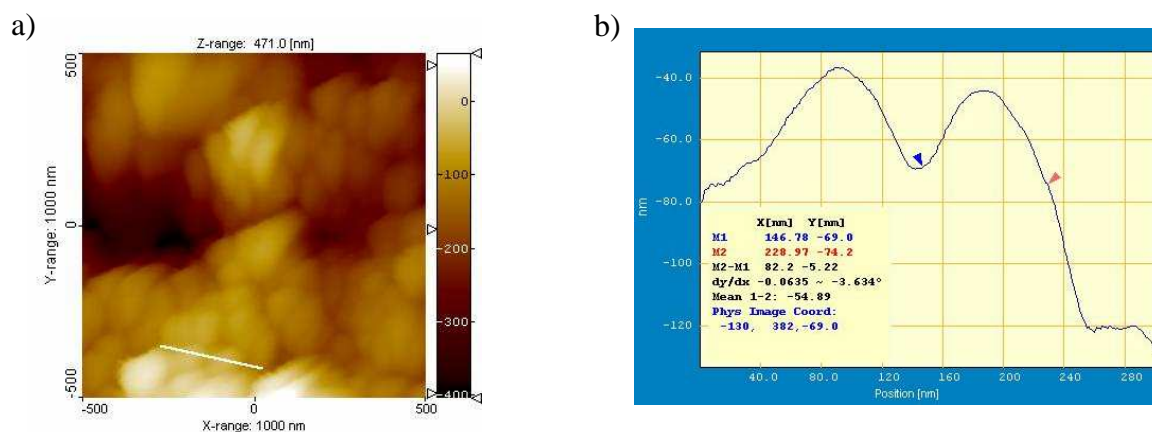 a)
Z-range: 471.0 [nm]
500
0
-500
Y-range: 1000 nm
-500
0
500
X-range: 1000 nm
0
-100
-200
-300
-400
b)
-40.0
-60.0
-80.0
-100
-120
nm
X[nm] Y[nm]
M1 146.78 -69.0
M2 228.97 -74.2
M2-M1 82.2 -5.22
dy/dx -0.0635 ~ -3.634°
Mean 1-2: -54.89
Phys Image Coord:
-130, 382,-69.0
40.0 80.0 120 160 200 240 280
Position [nm]